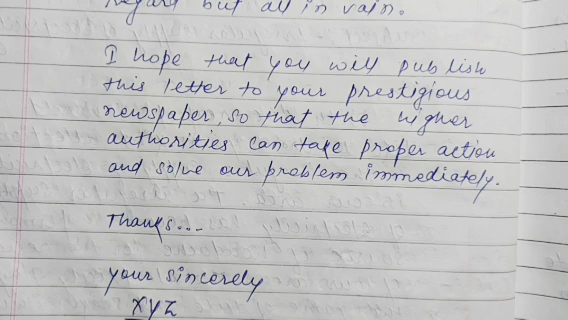 regard but all in vain.
I hope that you will publish
this letter to your prestigious
newspaper, so that the higher
authorities can take proper action
and solve our problem immediately.
Thanks...
your sincerely
XYZ